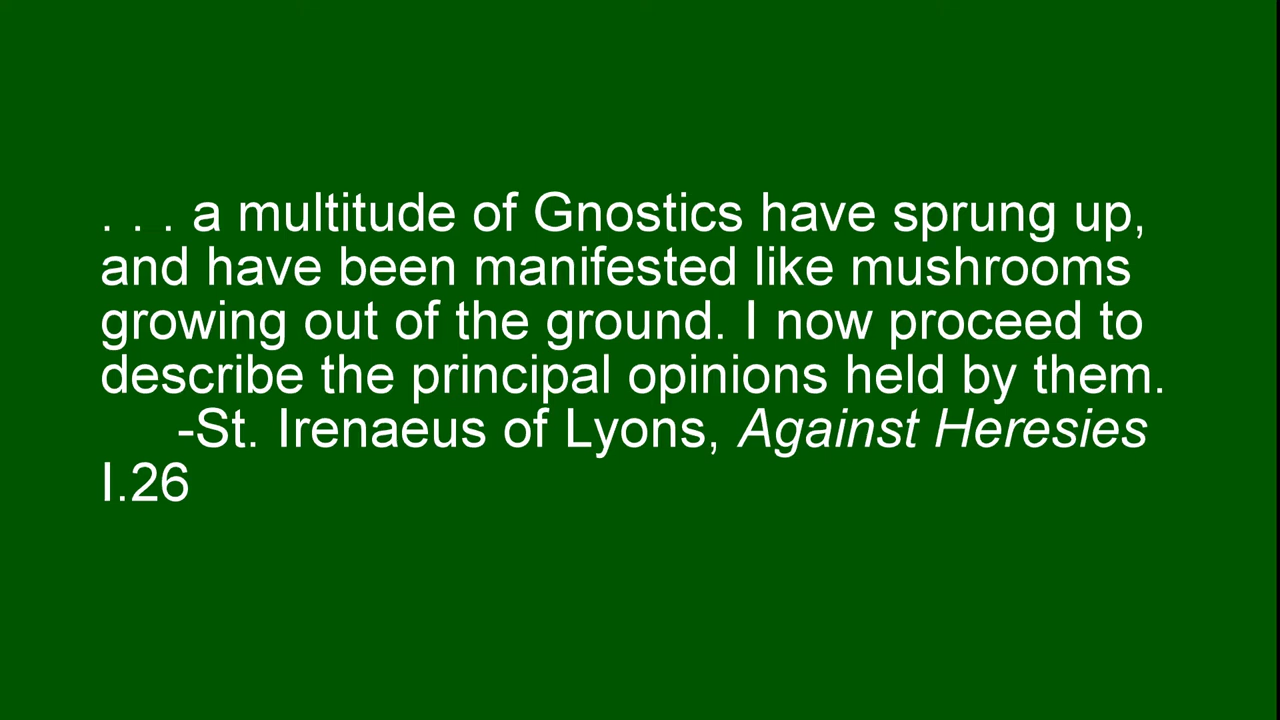 . . . a multitude of Gnostics have sprung up,
and have been manifested like mushrooms
growing out of the ground. I now proceed to
describe the principal opinions held by them.
-St. Irenaeus of Lyons, Against Heresies
I.26